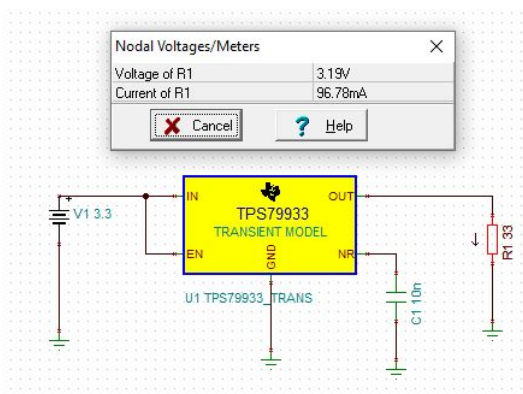 Nodal Voltages/Meters
Voltage of R1 3.19V
Current of R1 96.78mA
Cancel
? Help
V1 3.3
IN
OUT
TPS79933
TRANSIENT MODEL
EN
GND
NR
U1 TPS79933_TRANS
C1 10n
R1 33